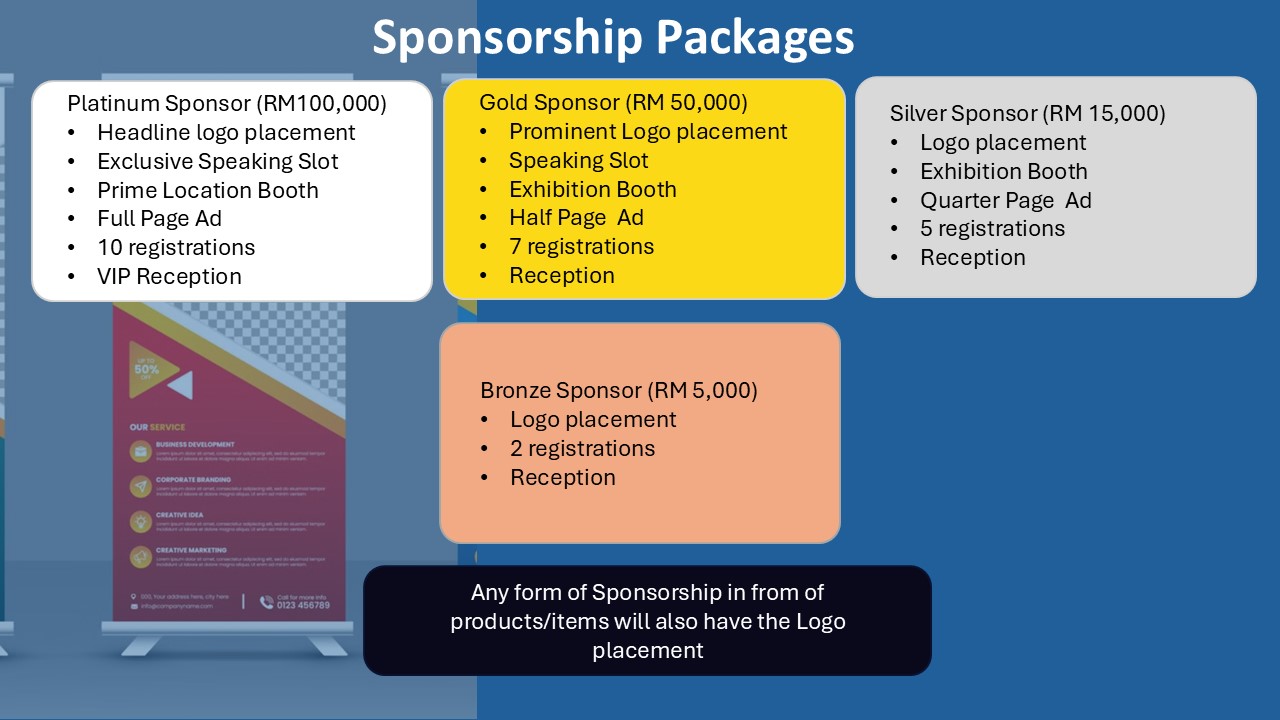 Sponsorship Packages
Platinum Sponsor (RM100,000)
• Headline logo placement
• Exclusive Speaking Slot
• Prime Location Booth
• Full Page Ad
• 10 registrations
• VIP Reception
Gold Sponsor (RM 50,000)
• Prominent Logo placement
• Speaking Slot
• Exhibition Booth
• Half Page  Ad
• 7 registrations
• Reception
Silver Sponsor (RM 15,000)
• Logo placement
• Exhibition Booth
• Quarter Page  Ad
• 5 registrations
• Reception
Bronze Sponsor (RM 5,000)
• Logo placement
• 2 registrations
• Reception
UP TO
50%
OFF
OUR SERVICE
BUSINESS DEVELOPMENT
CORPORATE BRANDING
CREATIVE IDEA
CREATIVE MARKETING
000, Your address here, city here
info@companyname.com
Call for more info
0123 456789
Any form of Sponsorship in from of
products/items will also have the Logo
placement